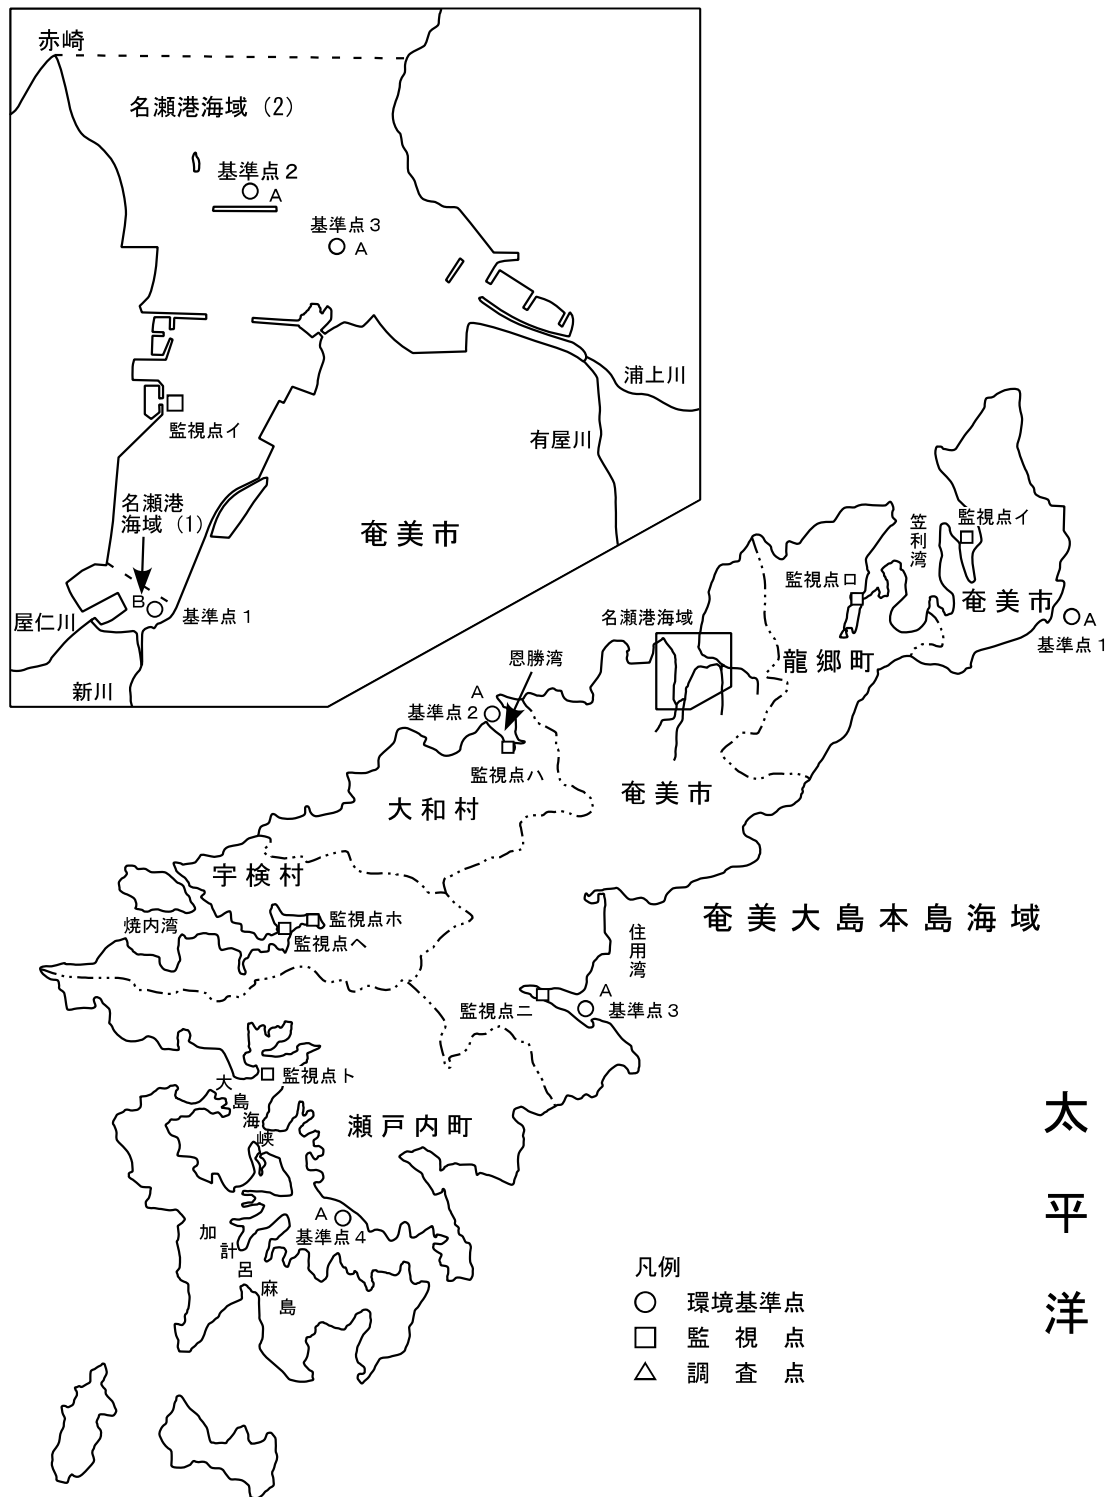 赤崎
名瀬港海域（2）
基準点２
A
基準点３
A
浦上川
有屋川
監視点イ
名瀬港
海域（1）
奄美市
B
基準点１
屋仁川
新川
笠利湾
監視点イ
監視点ロ
奄美市
A
基準点１
名瀬港海域
龍郷町
恩勝湾
A
基準点２
監視点ハ
奄美市
大和村
宇検村
焼内湾
監視点ホ
監視点ヘ
奄美大島本島海域
住用湾
A
監視点ニ
基準点３
監視点ト
大島海峡
瀬戸内町
A
基準点４
加計呂麻島
太平洋
凡例
○ 環境基準点
□ 監視点
△ 調査点